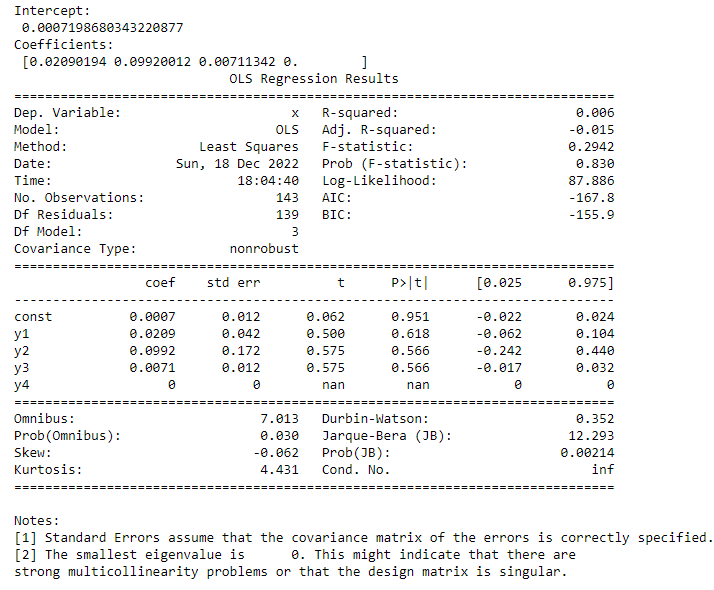 Intercept:
 0.0007198680343220877
Coefficients:
 [0.02090194 0.09920012 0.00711342 0.        ]
                            OLS Regression Results
==============================================================================
Dep. Variable:                      x   R-squared:                       0.006
Model:                            OLS   Adj. R-squared:                 -0.015
Method:                 Least Squares   F-statistic:                    0.2942
Date:                Sun, 18 Dec 2022   Prob (F-statistic):              0.830
Time:                        18:04:40   Log-Likelihood:                 87.886
No. Observations:                 143   AIC:                            -167.8
Df Residuals:                     139   BIC:                            -155.9
Df Model:                           3
Covariance Type:            nonrobust
==============================================================================
                 coef    std err          t      P>|t|      [0.025      0.975]
------------------------------------------------------------------------------
const          0.0007      0.012      0.062      0.951      -0.022       0.024
y1             0.0209      0.042      0.500      0.618      -0.062       0.104
y2             0.0992      0.172      0.575      0.566      -0.242       0.440
y3             0.0071      0.012      0.575      0.566      -0.017       0.032
y4                  0          0        nan        nan           0           0
==============================================================================
Omnibus:                        7.013   Durbin-Watson:                   0.352
Prob(Omnibus):                  0.030   Jarque-Bera (JB):               12.293
Skew:                          -0.062   Prob(JB):                      0.00214
Kurtosis:                       4.431   Cond. No.                          inf
==============================================================================

Notes:
[1] Standard Errors assume that the covariance matrix of the errors is correctly specified.
[2] The smallest eigenvalue is      0. This might indicate that there are
strong multicollinearity problems or that the design matrix is singular.